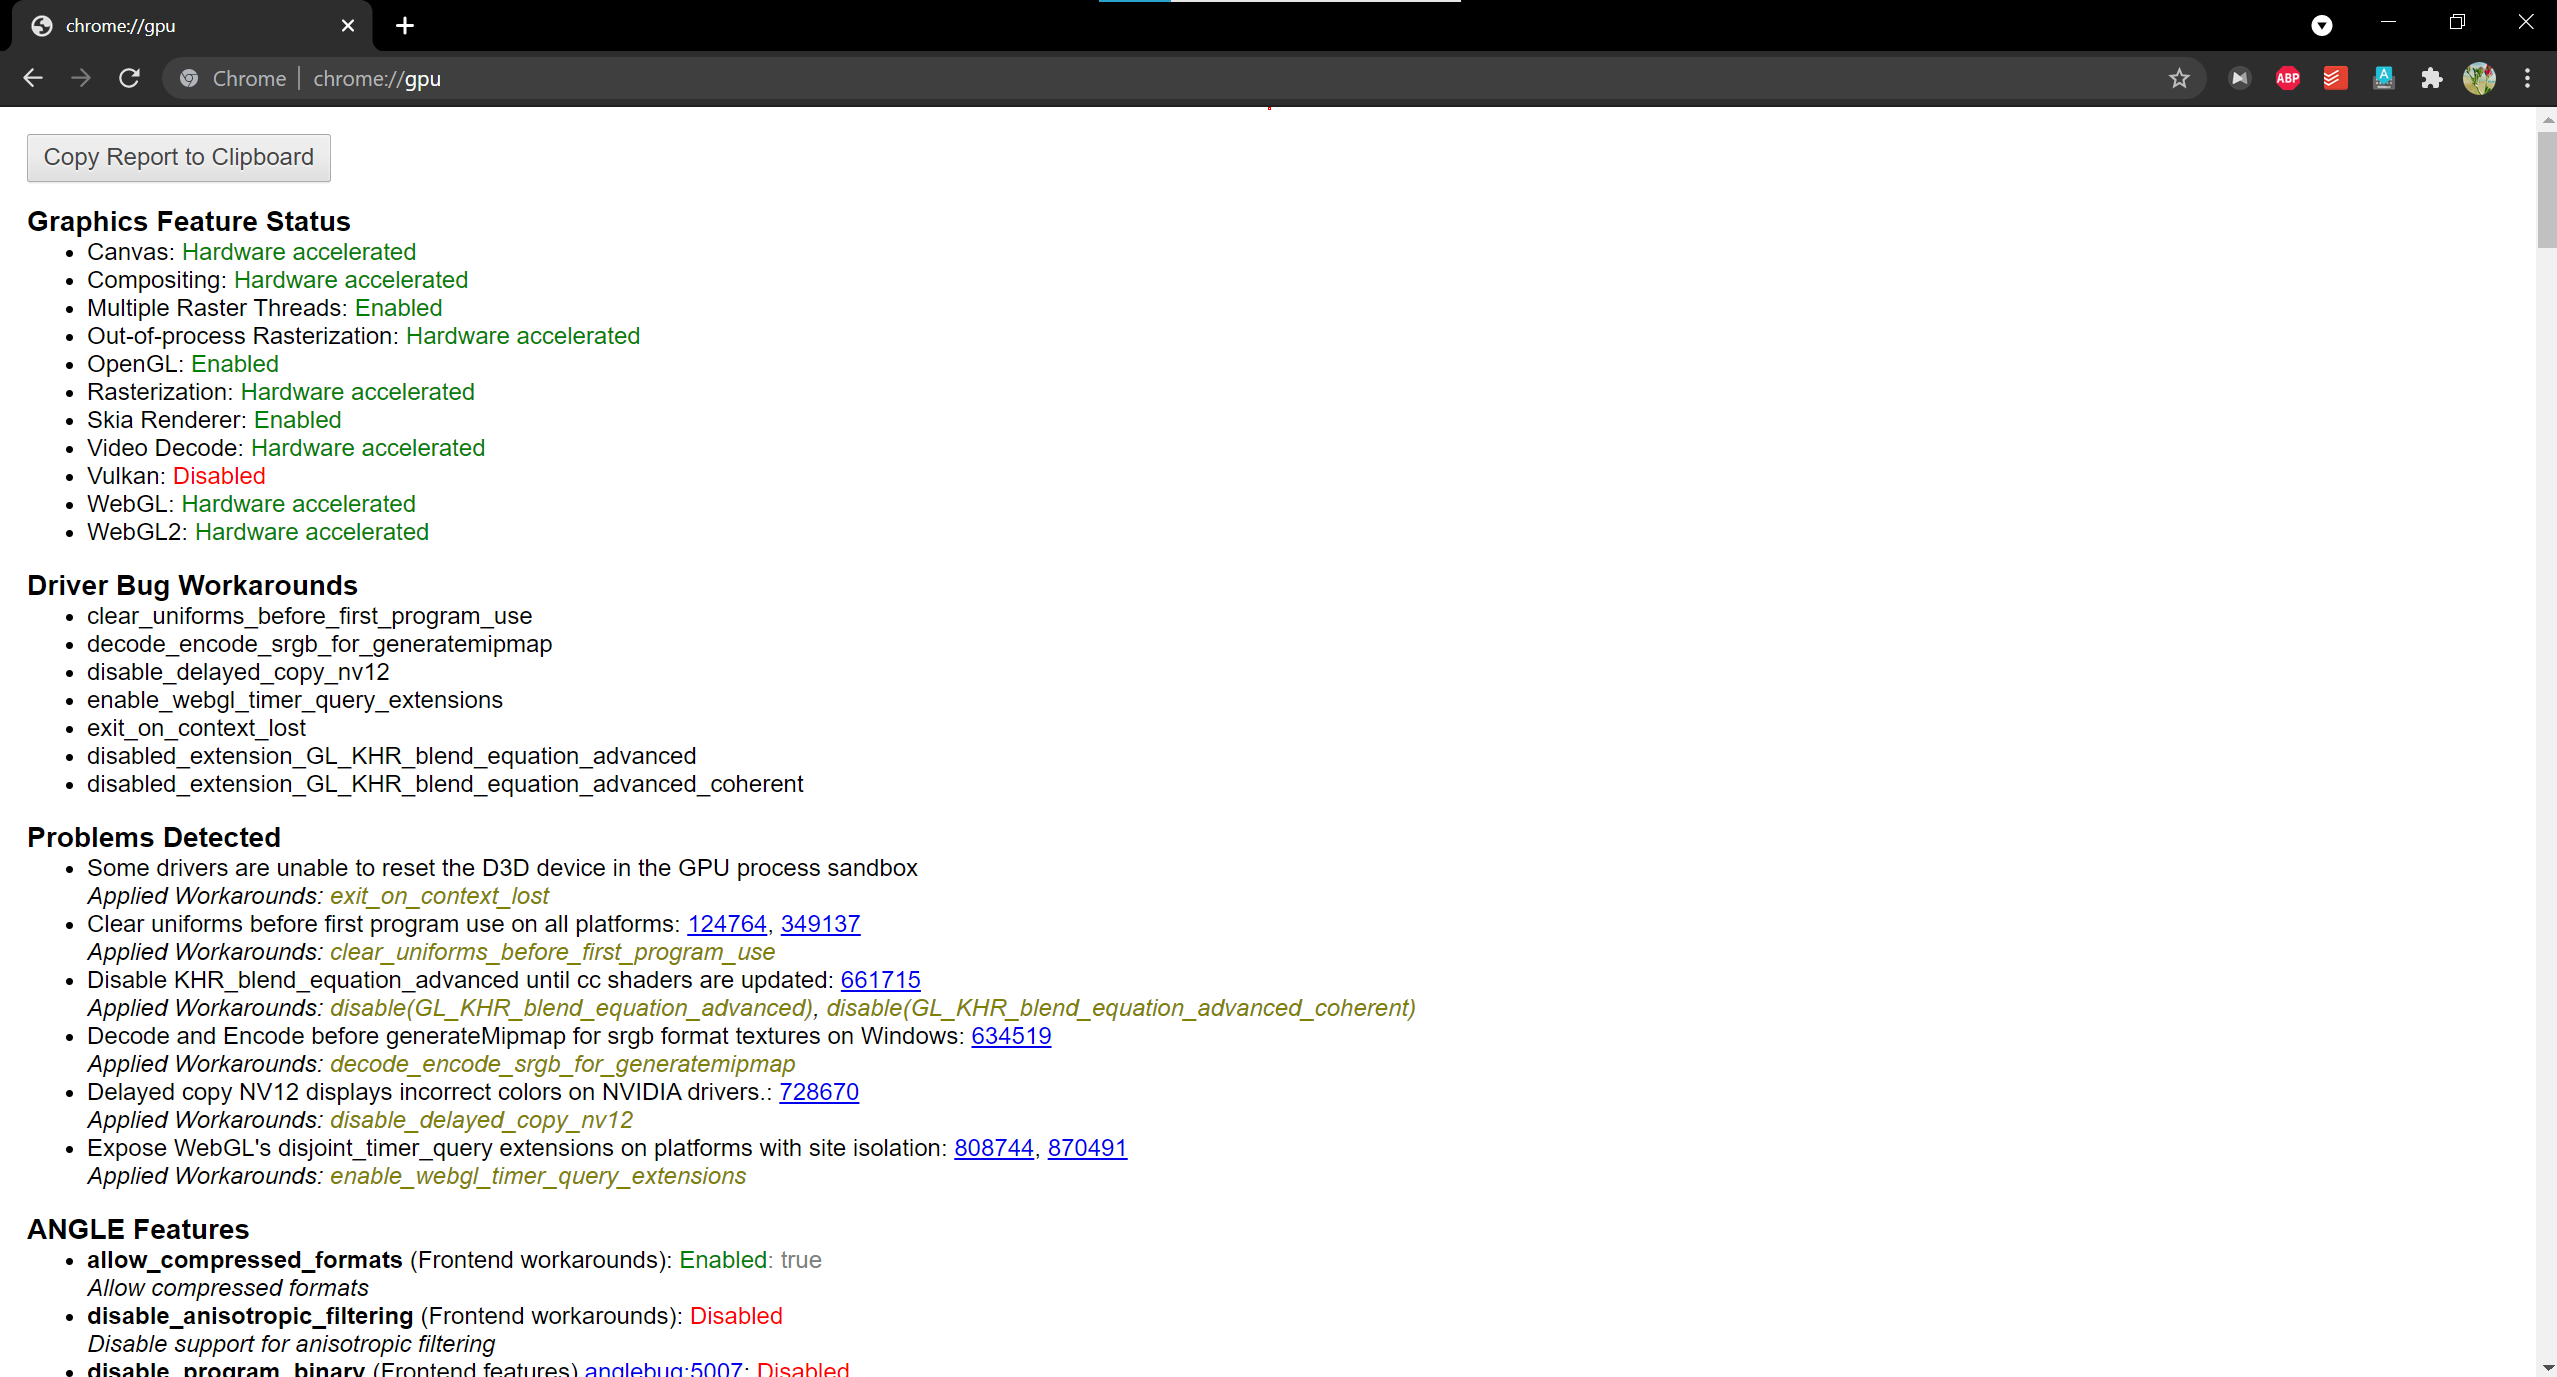 chrome://gpu
Chrome | chrome://gpu
ABP
A
Copy Report to Clipboard
Graphics Feature Status
Canvas: Hardware accelerated
Compositing: Hardware accelerated
Multiple Raster Threads: Enabled
Out-of-process Rasterization: Hardware accelerated
OpenGL: Enabled
Rasterization: Hardware accelerated
Skia Renderer: Enabled
Video Decode: Hardware accelerated
Vulkan: Disabled
WebGL: Hardware accelerated
WebGL2: Hardware accelerated
Driver Bug Workarounds
clear_uniforms_before_first_program_use
decode_encode_srgb_for_generatemipmap
disable_delayed_copy_nv12
enable_webgl_timer_query_extensions
exit_on_context_lost
disabled_extension_GL_KHR_blend_equation_advanced
disabled_extension_GL_KHR_blend_equation_advanced_coherent
Problems Detected
Some drivers are unable to reset the D3D device in the GPU process sandbox
Applied Workarounds: exit_on_context_lost
Clear uniforms before first program use on all platforms: 124764, 349137
Applied Workarounds: clear_uniforms_before_first_program_use
Disable KHR_blend_equation_advanced until cc shaders are updated: 661715
Applied Workarounds: disable(GL_KHR_blend_equation_advanced), disable(GL_KHR_blend_equation_advanced_coherent)
Decode and Encode before generateMipmap for srgb format textures on Windows: 634519
Applied Workarounds: decode_encode_srgb_for_generatemipmap
Delayed copy NV12 displays incorrect colors on NVIDIA drivers.: 728670
Applied Workarounds: disable_delayed_copy_nv12
Expose WebGL's disjoint_timer_query extensions on platforms with site isolation: 808744, 870491
Applied Workarounds: enable_webgl_timer_query_extensions
ANGLE Features
allow_compressed_formats (Frontend workarounds): Enabled: true
Allow compressed formats
disable_anisotropic_filtering (Frontend workarounds): Disabled
Disable support for anisotropic filtering
disable_program_binary (Frontend features) anglebug:5007: Disabled